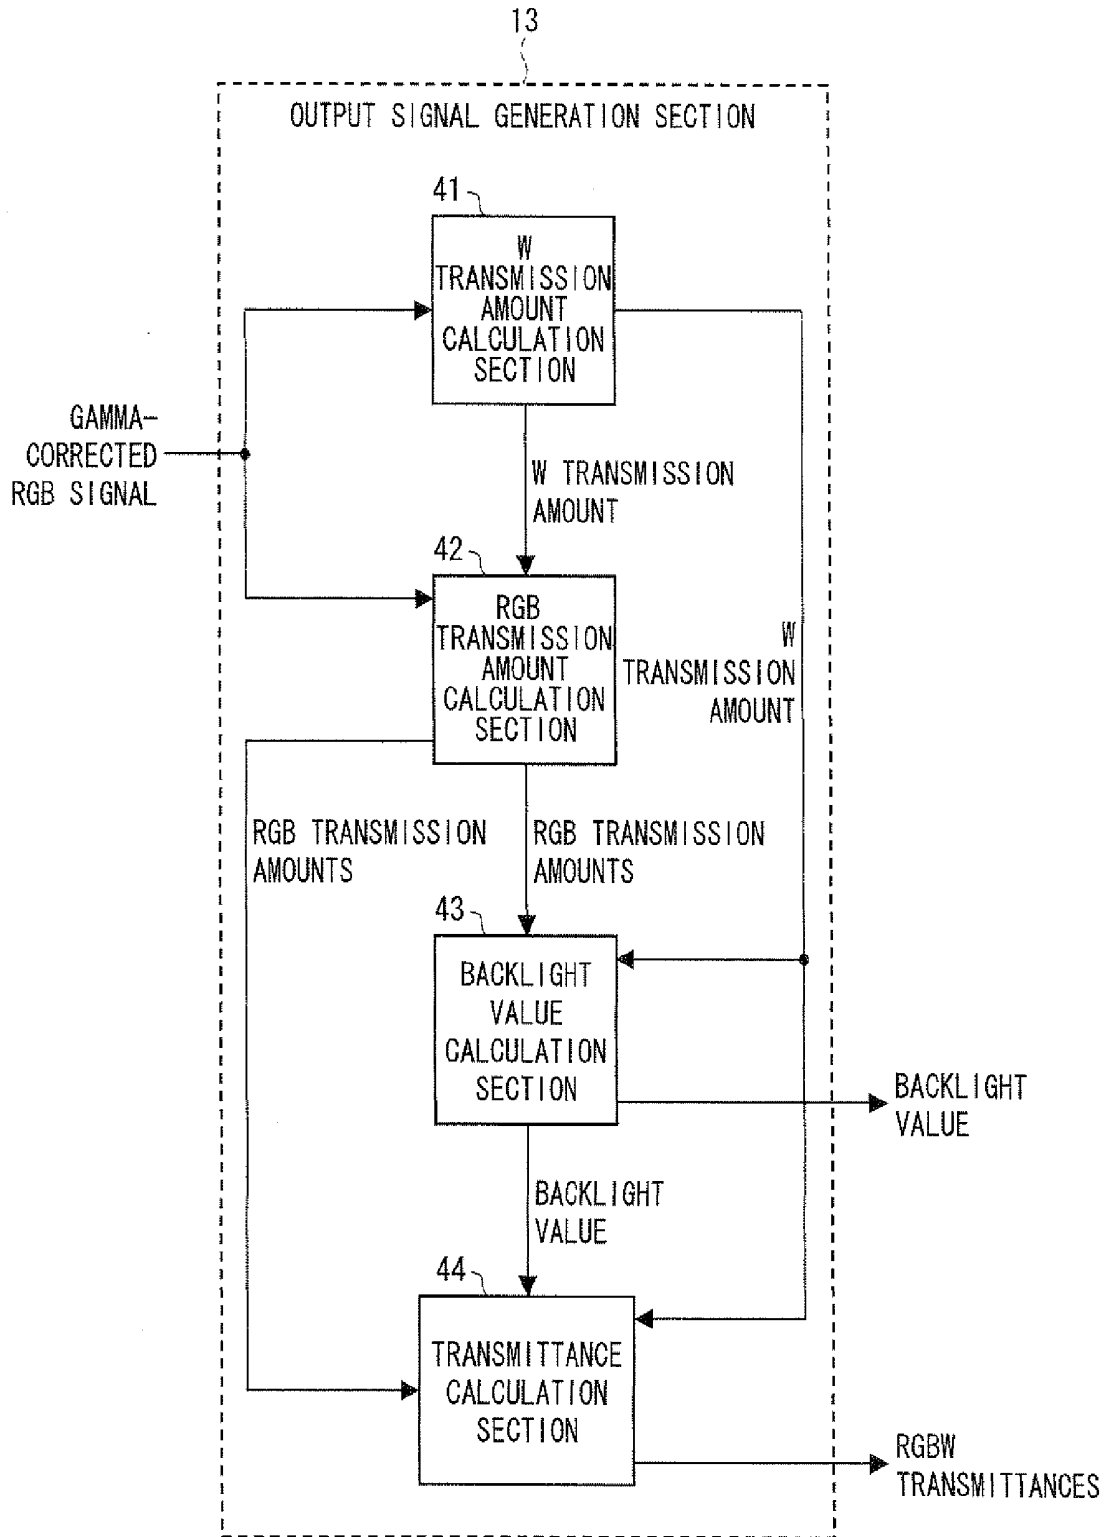 13
OUTPUT SIGNAL GENERATION SECTION
41
W
TRANSMISSION
AMOUNT
CALCULATION
SECTION
GAMMA-
CORRECTED
RGB SIGNAL
W TRANSMISSION
AMOUNT
42
RGB
TRANSMISSION
AMOUNT
CALCULATION
SECTION
W
TRANSMISSION
AMOUNT
RGB TRANSMISSION
AMOUNTS
RGB TRANSMISSION
AMOUNTS
43
BACKLIGHT
VALUE
CALCULATION
SECTION
BACKLIGHT
VALUE
BACKLIGHT
VALUE
44
TRANSMITTANCE
CALCULATION
SECTION
RGBW
TRANSMITTANCES